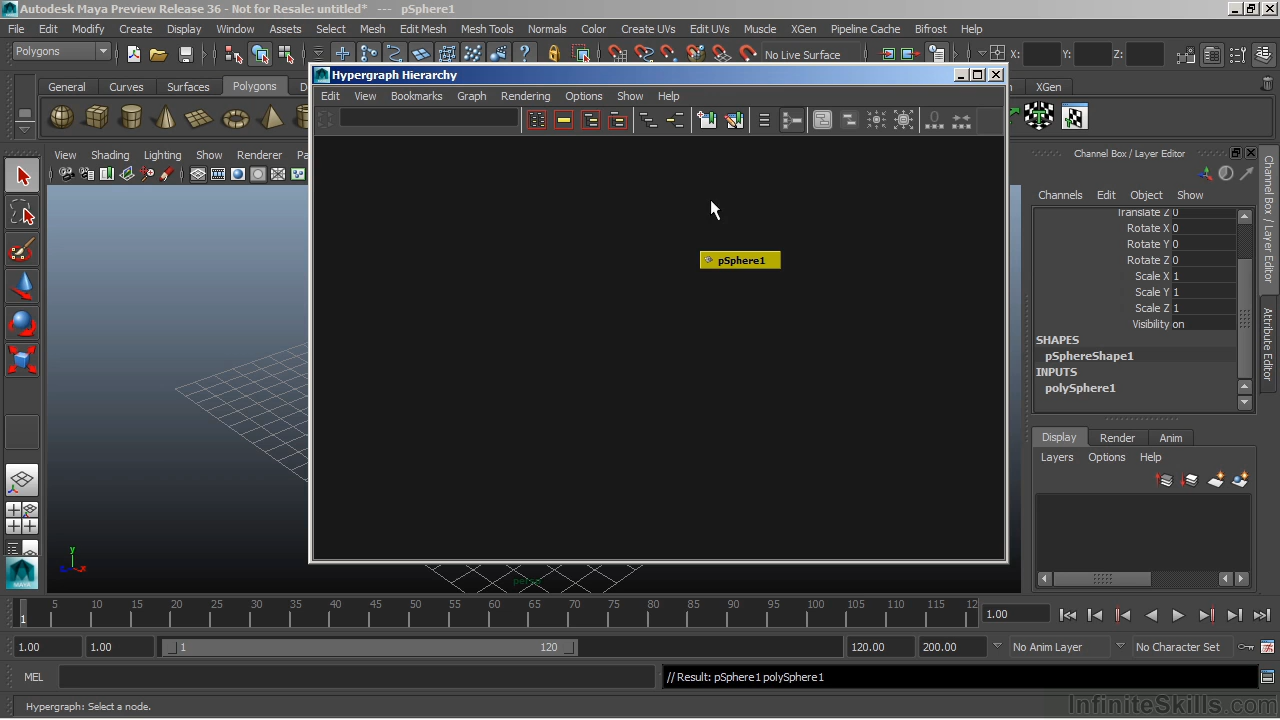 Autodesk Maya Preview Release 36 - Not for Resale: untitled* --- pSphere1
File Edit Modify Create Display Window Assets Select Mesh Edit Mesh Mesh Tools Normals Color Create UVs Edit UVs Muscle XGen Pipeline Cache Bifrost Help
Polygons
No Live Surface
X:
Y:
Z:
Hypergraph Hierarchy
General Curves Surfaces Polygons D
XGen
Edit View Bookmarks Graph Rendering Options Show Help
View Shading Lighting Show Renderer Pa
Channel Box / Layer Editor
Channels Edit Object Show
Translate Z 0
Rotate X 0
Rotate Y 0
Rotate Z 0
Scale X 1
Scale Y 1
Scale Z 1
Visibility on
SHAPES
pSphereShape1
INPUTS
polySphere1
Channel Box / Layer Editor
Attribute Editor
pSphere1
Display Render Anim
Layers Options Help
y
persp
1
5 10 15 20 25 30 35 40 45 50 55 60 65 70 75 80 85 90 95 100 105 110 115 12
1.00
1.00 1.00 1 120 120.00 200.00 No Anim Layer No Character Set
MEL
// Result: pSphere1 polySphere1
Hypergraph: Select a node.
InfiniteSkills.com